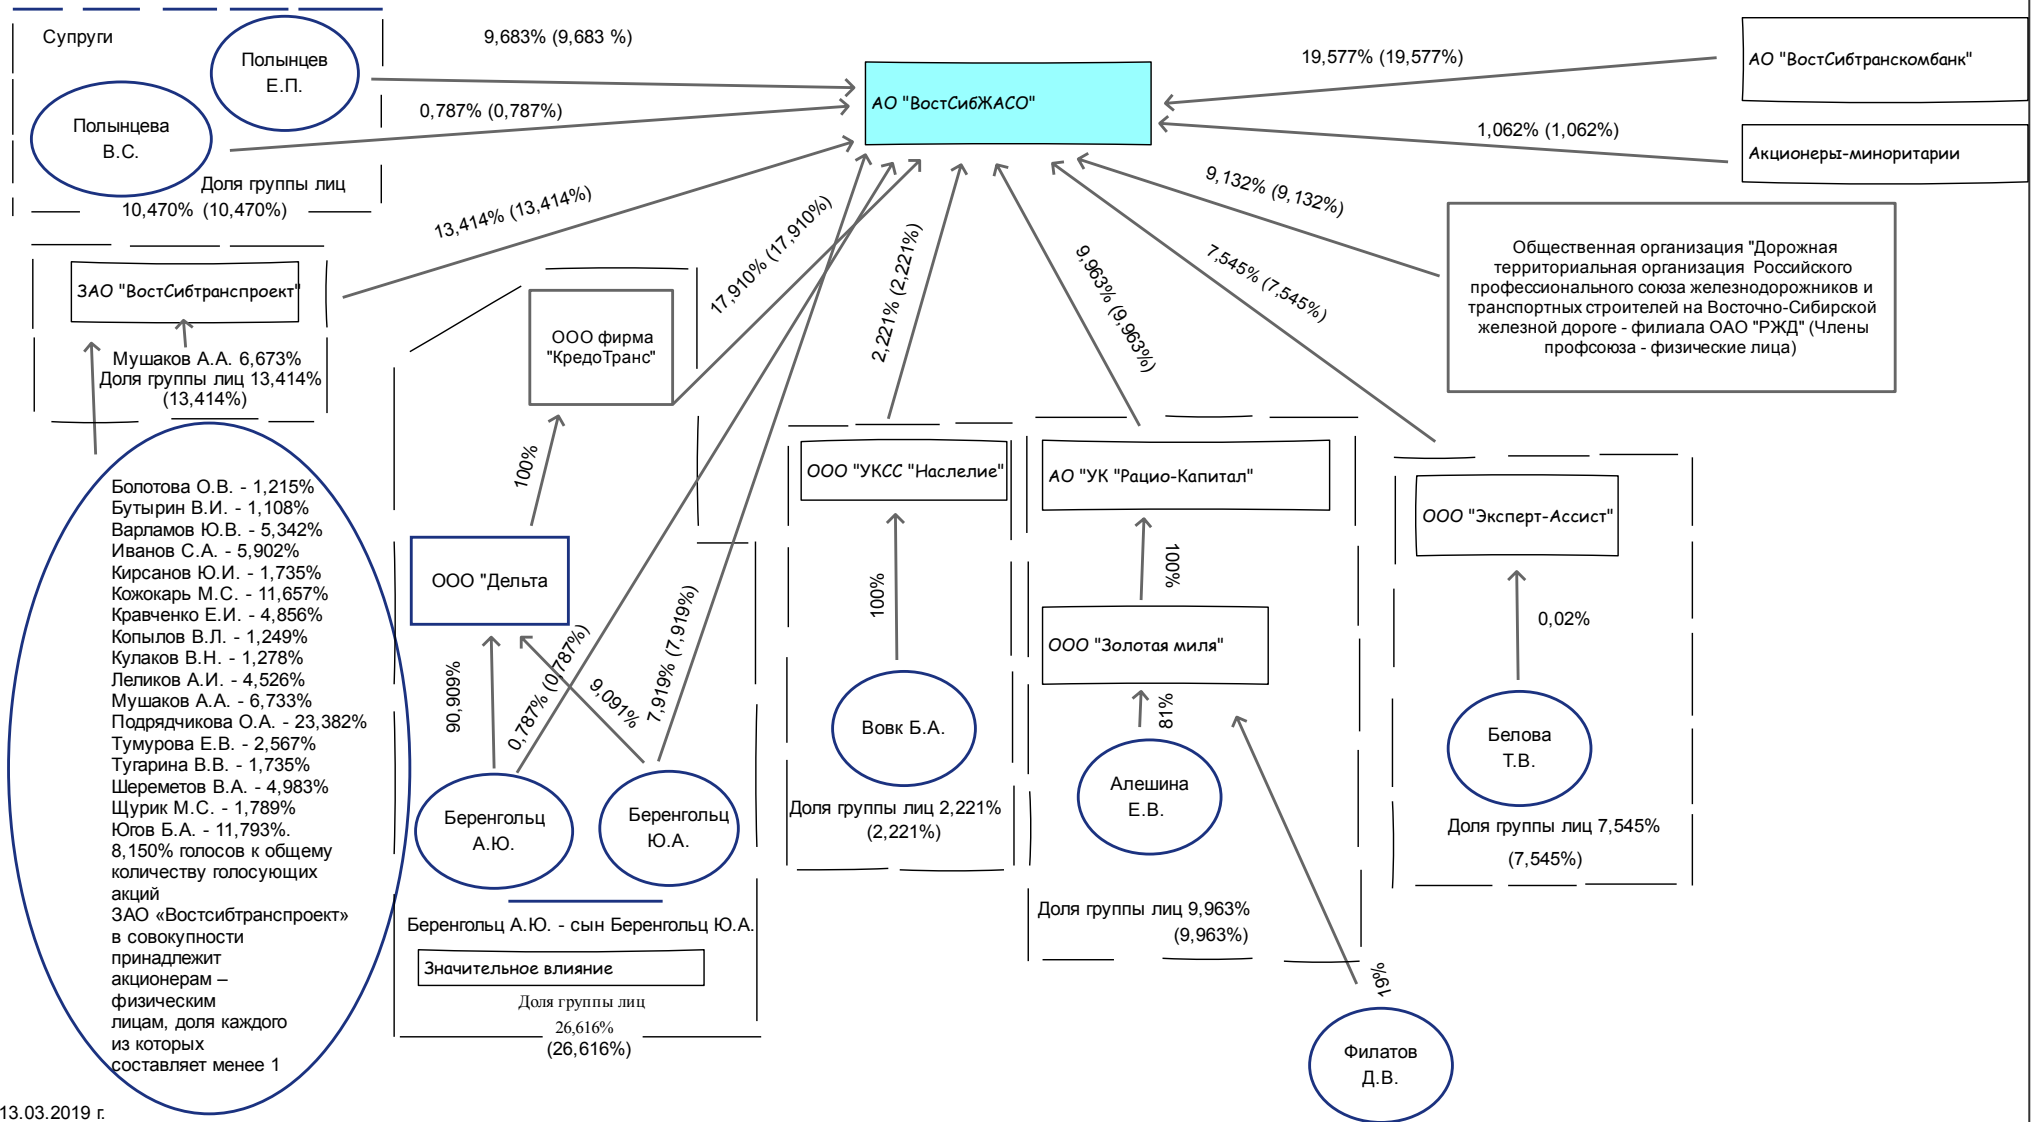 Супруги
Полынцев
Е.П.
Полынцева
В.С.
Доля группы лиц
10,470% (10,470%)
9,683% (9,683 %)
0,787% (0,787%)
АО "ВостСибЖАСО"
19,577% (19,577%)
АО "ВостСибтранскомбанк"
1,062% (1,062%)
Акционеры-миноритарии
9,132% (9,132%)
Общественная организация "Дорожная
территориальная организация Российского
профессионального союза железнодорожников и
транспортных строителей на Восточно-Сибирской
железной дороге - филиала ОАО "РЖД" (Члены
профсоюза - физические лица)
13,414% (13,414%)
17,910% (17,910%)
2,221% (2,221%)
9,963% (9,963%)
7,545% (7,545%)
ЗАО "ВостСибтранспроект"
Мушаков А.А. 6,673%
Доля группы лиц 13,414%
(13,414%)
Болотова О.В. - 1,215%
Бутырин В.И. - 1,108%
Варламов Ю.В. - 5,342%
Иванов С.А. - 5,902%
Кирсанов Ю.И. - 1,735%
Кожокарь М.С. - 11,657%
Кравченко Е.И. - 4,856%
Копылов В.Л. - 1,249%
Кулаков В.Н. - 1,278%
Леликов А.И. - 4,526%
Мушаков А.А. - 6,733%
Подрядчикова О.А. - 23,382%
Тумурова Е.В. - 2,567%
Тугарина В.В. - 1,735%
Шереметов В.А. - 4,983%
Щурик М.С. - 1,789%
Югов Б.А. - 11,793%.
8,150% голосов к общему
количеству голосующих
акций
ЗАО «Востсибтранспроект»
в совокупности
принадлежит
акционерам –
физическим
лицам, доля каждого
из которых
составляет менее 1
ООО фирма
"КредоТранс"
100%
ООО "Дельта
90,909%
9,091%
0,787% (0,787%)
7,919% (7,919%)
Беренгольц
А.Ю.
Беренгольц
Ю.А.
Беренгольц А.Ю. - сын Беренгольц Ю.А.
Значительное влияние
Доля группы лиц
26,616%
(26,616%)
ООО "УКСС "Наслелие"
100%
Вовк Б.А.
Доля группы лиц 2,221%
(2,221%)
АО "УК "Рацио-Капитал"
100%
ООО "Золотая миля"
81%
Алешина
Е.В.
Доля группы лиц 9,963%
(9,963%)
19%
Филатов
Д.В.
ООО "Эксперт-Ассист"
0,02%
Белова
Т.В.
Доля группы лиц 7,545%
(7,545%)
13.03.2019 г.